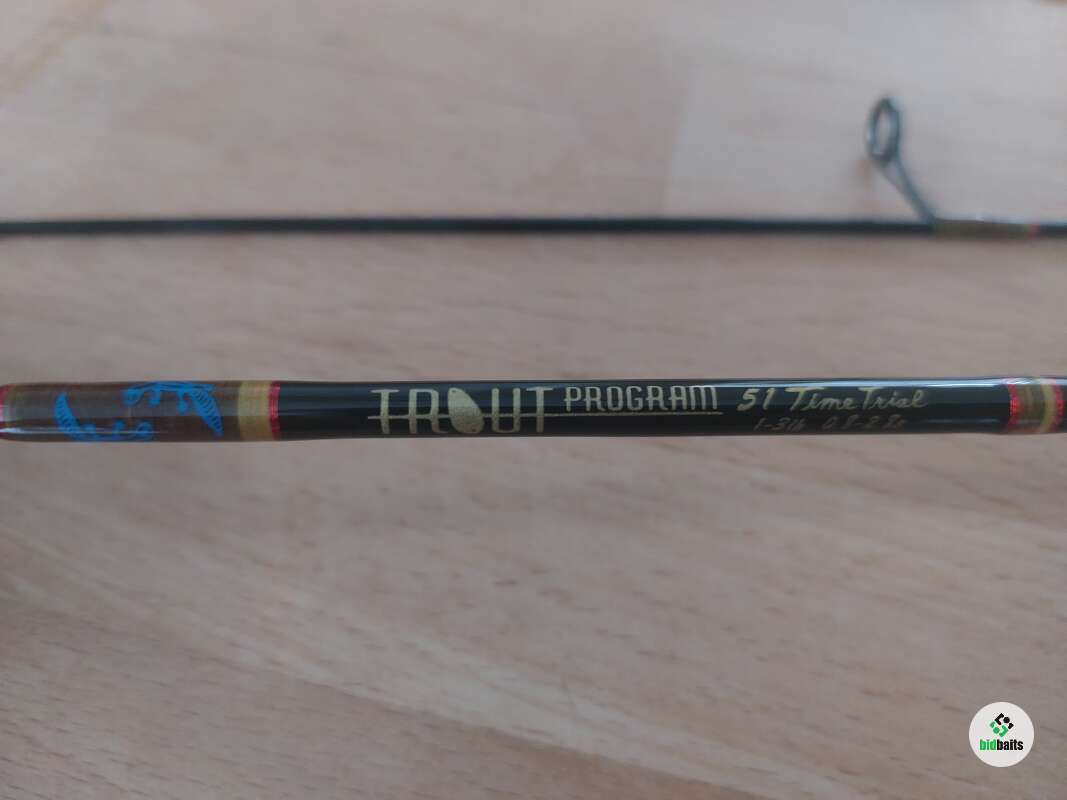 TROUT PROGRAM 51 Time Trial
1-3lb 0.8-2.8g
bidbaits